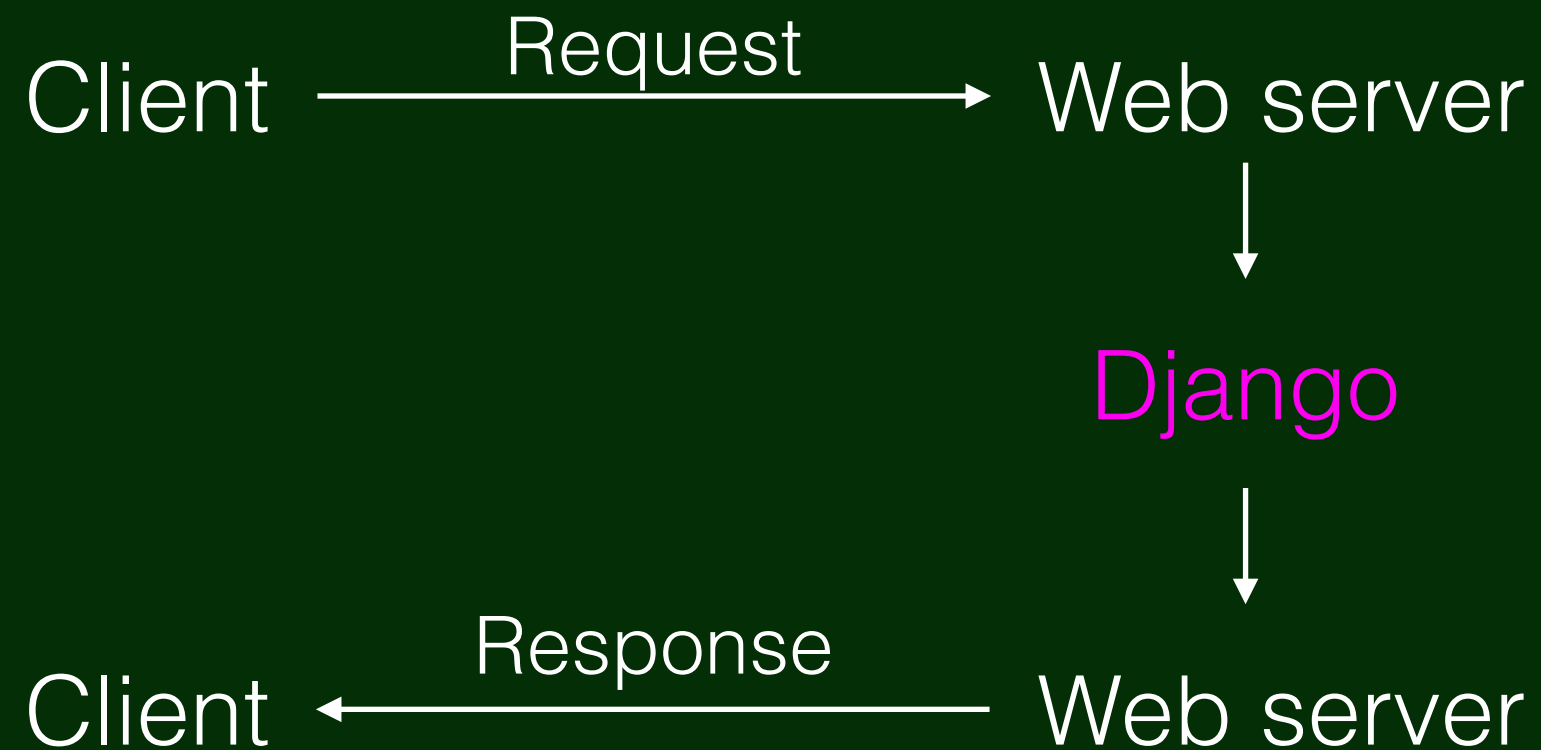 Request
Client
Web server
Django
Response
Client
Web server